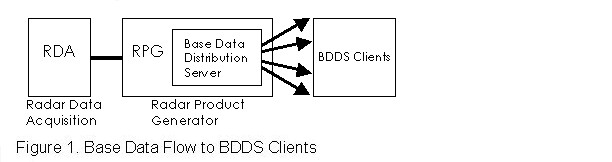 RDA
RPG
Base Data
Distribution
Server
BDDS Clients
Radar Data
Acquisition
Radar Product
Generator
Figure 1. Base Data Flow to BDDS Clients